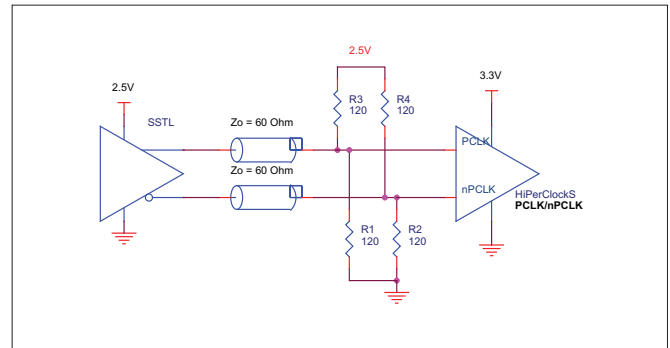 2.5V
2.5V
3.3V
SSTL
Zo = 60 Ohm
R3
120
R4
120
PCLK
Zo = 60 Ohm
nPCLK
HiPerClockS
PCLK/nPCLK
R1
120
R2
120